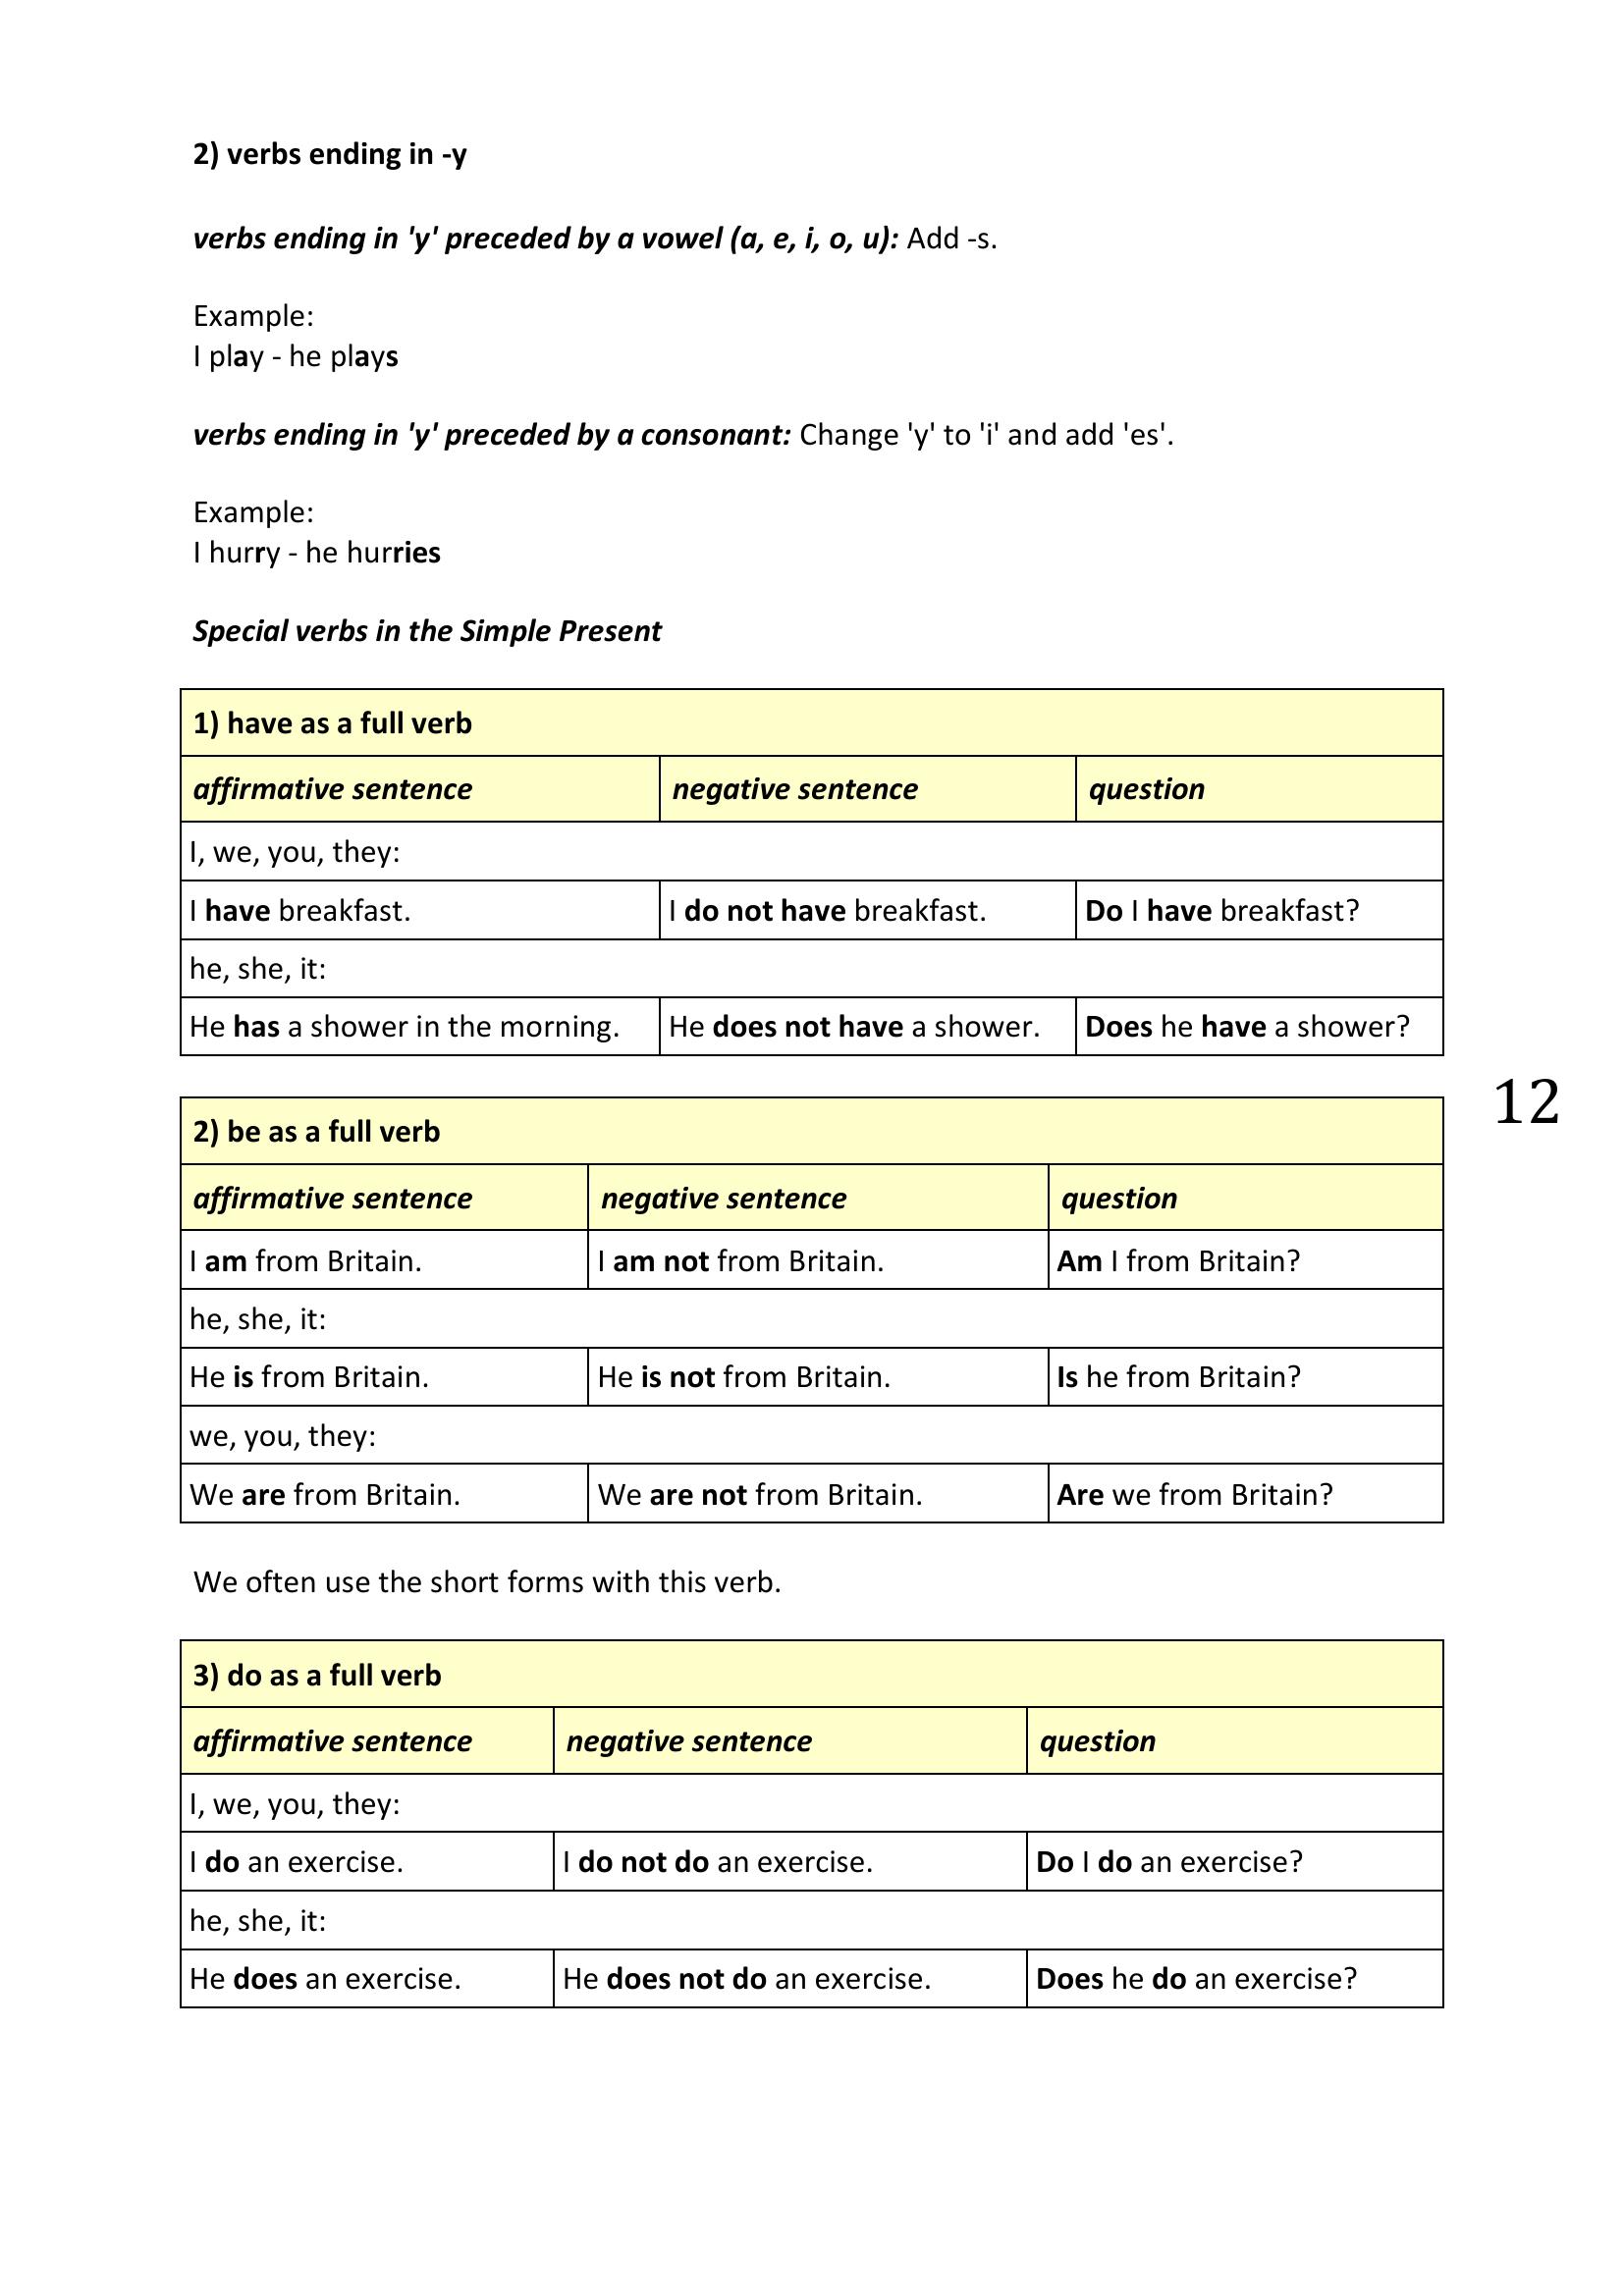 2) verbs ending in -y
verbs ending in 'y' preceded by a vowel (a, e, i, o, u): Add -s.
Example:
I play - he plays
verbs ending in 'y' preceded by a consonant: Change 'y' to 'i' and add 'es'.
Example:
I hurry - he hurries
Special verbs in the Simple Present
1) have as a full verb
affirmative sentence negative sentence question
I, we, you, they:
I have breakfast. I do not have breakfast. Do I have breakfast?
he, she, it:
He has a shower in the morning. He does not have a shower. Does he have a shower?
12
2) be as a full verb
affirmative sentence negative sentence question
I am from Britain. I am not from Britain. Am I from Britain?
he, she, it:
He is from Britain. He is not from Britain. Is he from Britain?
we, you, they:
We are from Britain. We are not from Britain. Are we from Britain?
We often use the short forms with this verb.
3) do as a full verb
affirmative sentence negative sentence question
I, we, you, they:
I do an exercise. I do not do an exercise. Do I do an exercise?
he, she, it:
He does an exercise. He does not do an exercise. Does he do an exercise?